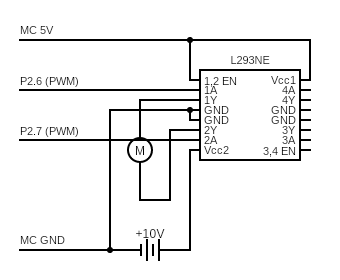 MC 5V
L293NE
P2.6 (PWM)
1,2 EN
1A
1Y
GND
GND
2Y
2A
Vcc2
Vcc1
4A
4Y
GND
GND
3Y
3A
3,4 EN
P2.7 (PWM)
M
+10V
MC GND